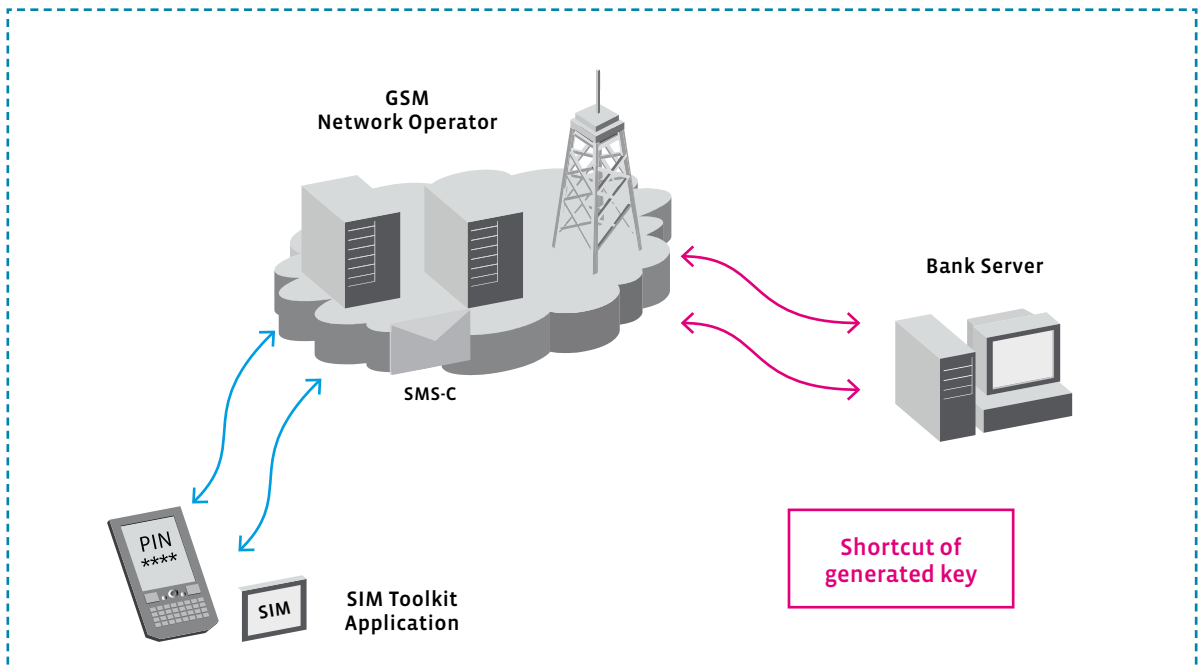 GSM
Network Operator
Bank Server
SMS-C
PIN
****
SIM
SIM Toolkit
Application
Shortcut of
generated key